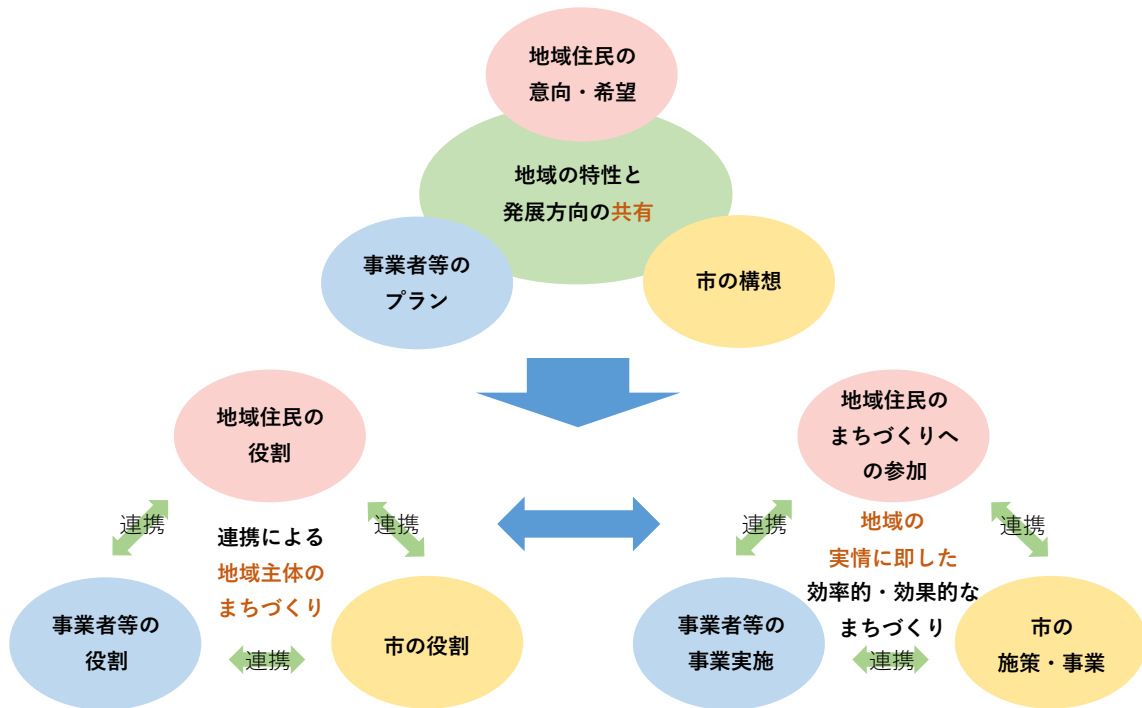 地域住民の
意向・希望
地域の特性と
発展方向の共有
事業者等の
プラン
市の構想
地域住民の
役割
連携
連携
連携による
地域主体の
まちづくり
事業者等の
役割
市の役割
連携
地域住民の
まちづくりへ
の参加
連携
連携
地域の
実情に即した
効率的・効果的な
まちづくり
事業者等の
事業実施
市の
施策・事業
連携